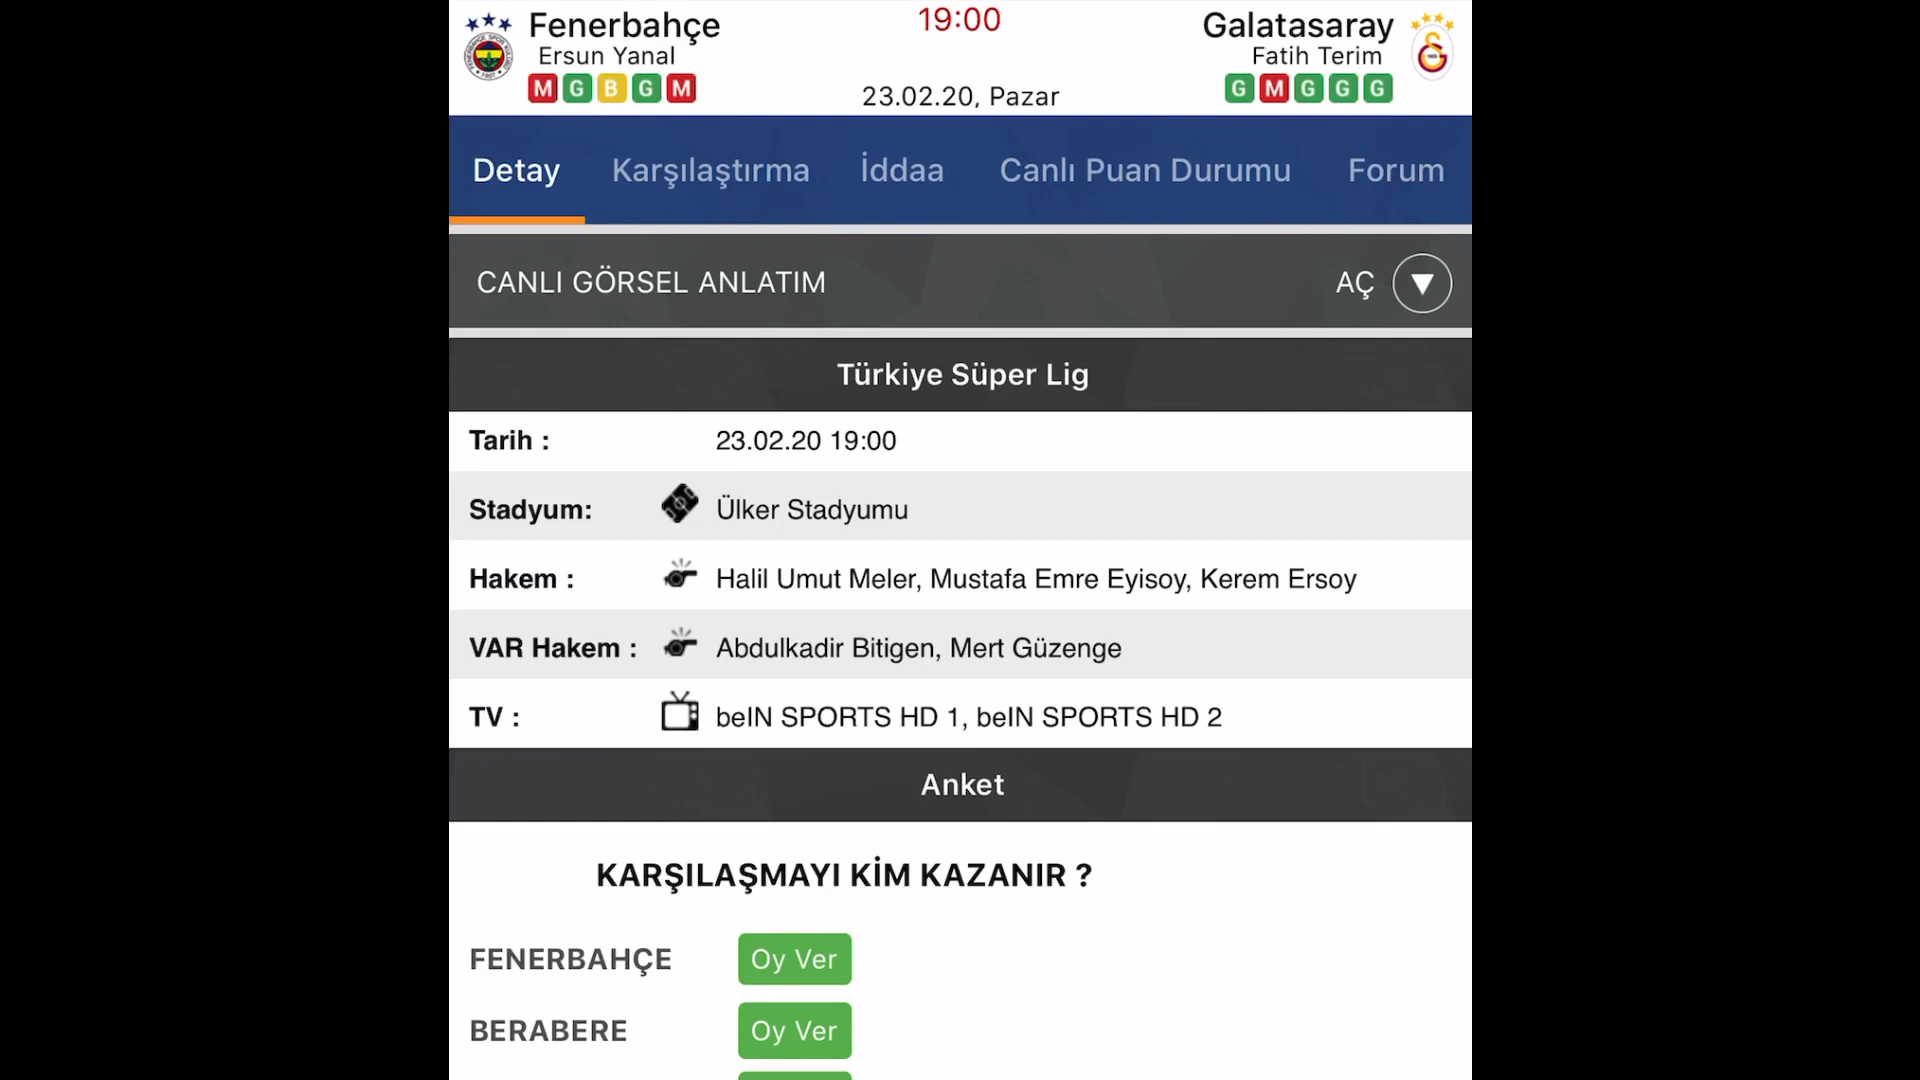 Fenerbahçe
Ersun Yanal
M G B G M
19:00
23.02.20, Pazar
Galatasaray
Fatih Terim
G M G G G
Detay Karşılaştırma İddaa Canlı Puan Durumu Forum
CANLI GÖRSEL ANLATIM AÇ
Türkiye Süper Lig
Tarih : 23.02.20 19:00
Stadyum: Ülker Stadyumu
Hakem : Halil Umut Meler, Mustafa Emre Eyisoy, Kerem Ersoy
VAR Hakem : Abdulkadir Bitigen, Mert Güzenge
TV : beIN SPORTS HD 1, beIN SPORTS HD 2
Anket
KARŞILAŞMAYI KİM KAZANIR ?
FENERBAHÇE Oy Ver
BERABERE Oy Ver